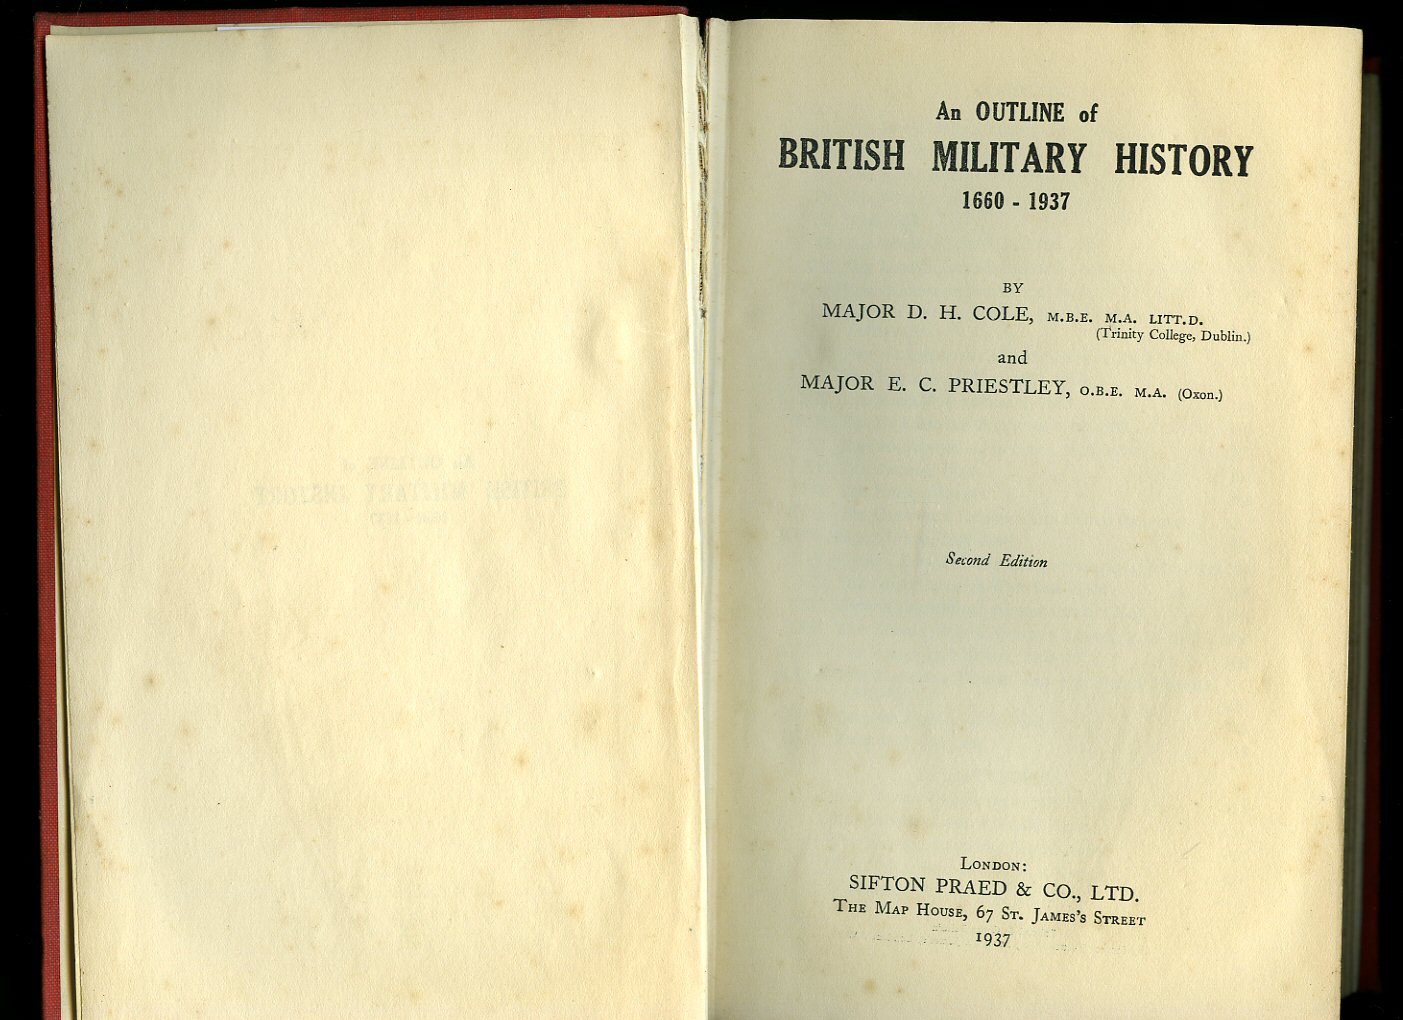 An OUTLINE of
BRITISH MILITARY HISTORY
1660 - 1937
BY
MAJOR D. H. COLE, M.B.E. M.A. LITT.D.
(Trinity College, Dublin.)
and
MAJOR E. C. PRIESTLEY, O.B.E. M.A. (Oxon.)
Second Edition
LONDON:
SIFTON PRAED & CO., LTD.
THE MAP HOUSE, 67 ST. JAMES'S STREET
1937